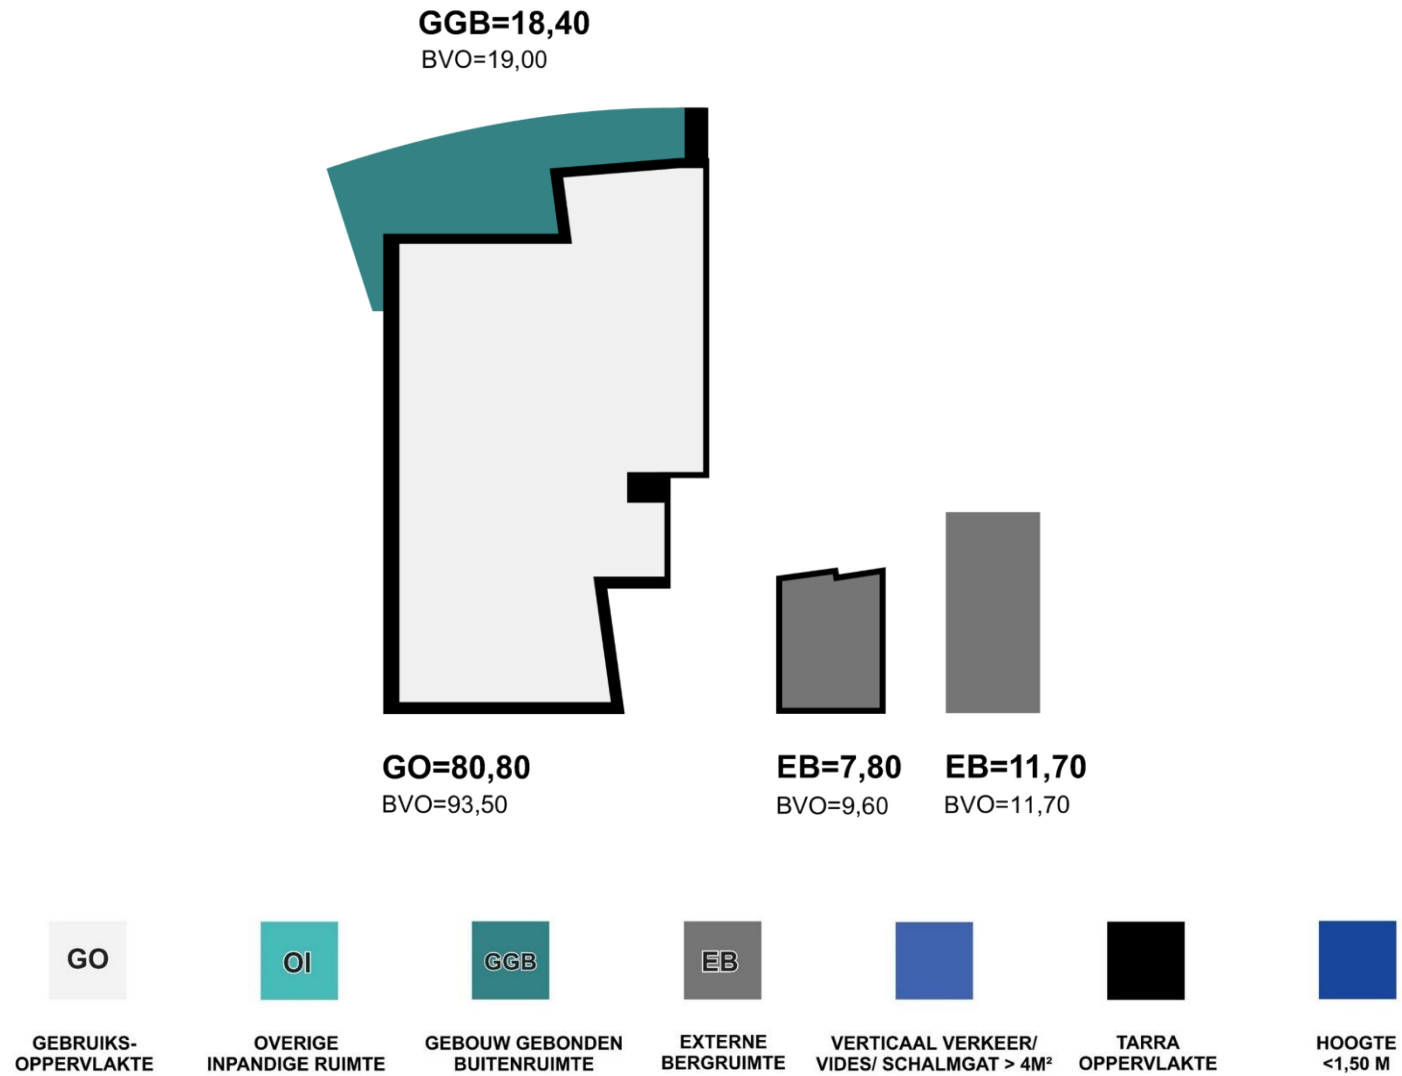 GGB=18,40
BVO=19,00
GO=80,80
BVO=93,50
EB=7,80
BVO=9,60
EB=11,70
BVO=11,70
GO
OI
GGB
EB
GEBRUIKS-
OPPERVLAKTE
OVERIGE
INPANDIGE RUIMTE
GEBOUW GEBONDEN
BUITENRUIMTE
EXTERNE
BERGRUIMTE
VERTICAAL VERKEER/
VIDES/ SCHALMGAT > 4M²
TARRA
OPPERVLAKTE
HOOGTE
<1,50 M